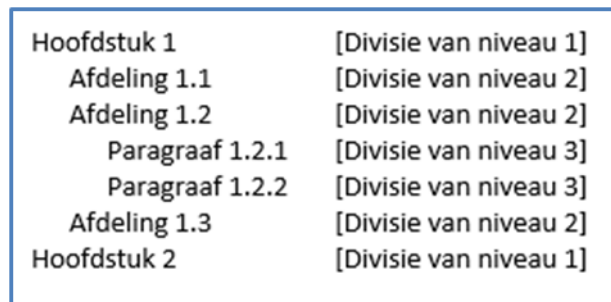 Hoofdstuk 1 [Divisie van niveau 1]
Afdeling 1.1 [Divisie van niveau 2]
Afdeling 1.2 [Divisie van niveau 2]
Paragraaf 1.2.1 [Divisie van niveau 3]
Paragraaf 1.2.2 [Divisie van niveau 3]
Afdeling 1.3 [Divisie van niveau 2]
Hoofdstuk 2 [Divisie van niveau 1]